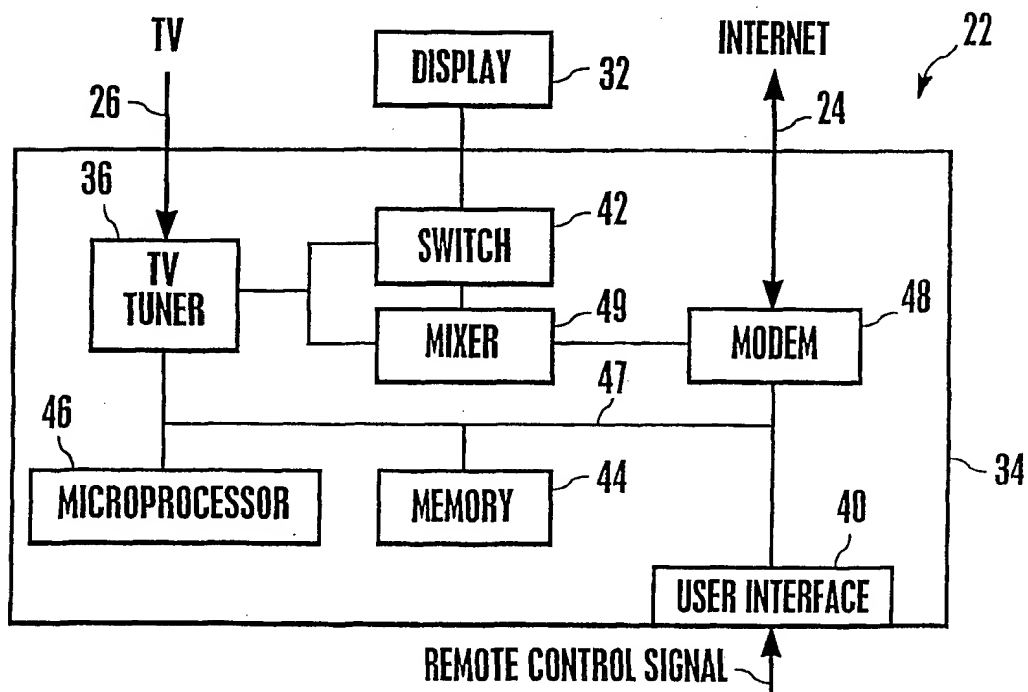 TV
INTERNET
22
DISPLAY
32
26
24
36
42
TV
TUNER
SWITCH
49
48
MIXER
MODEM
47
46
34
MICROPROCESSOR
MEMORY
44
40
USER INTERFACE
REMOTE CONTROL SIGNAL